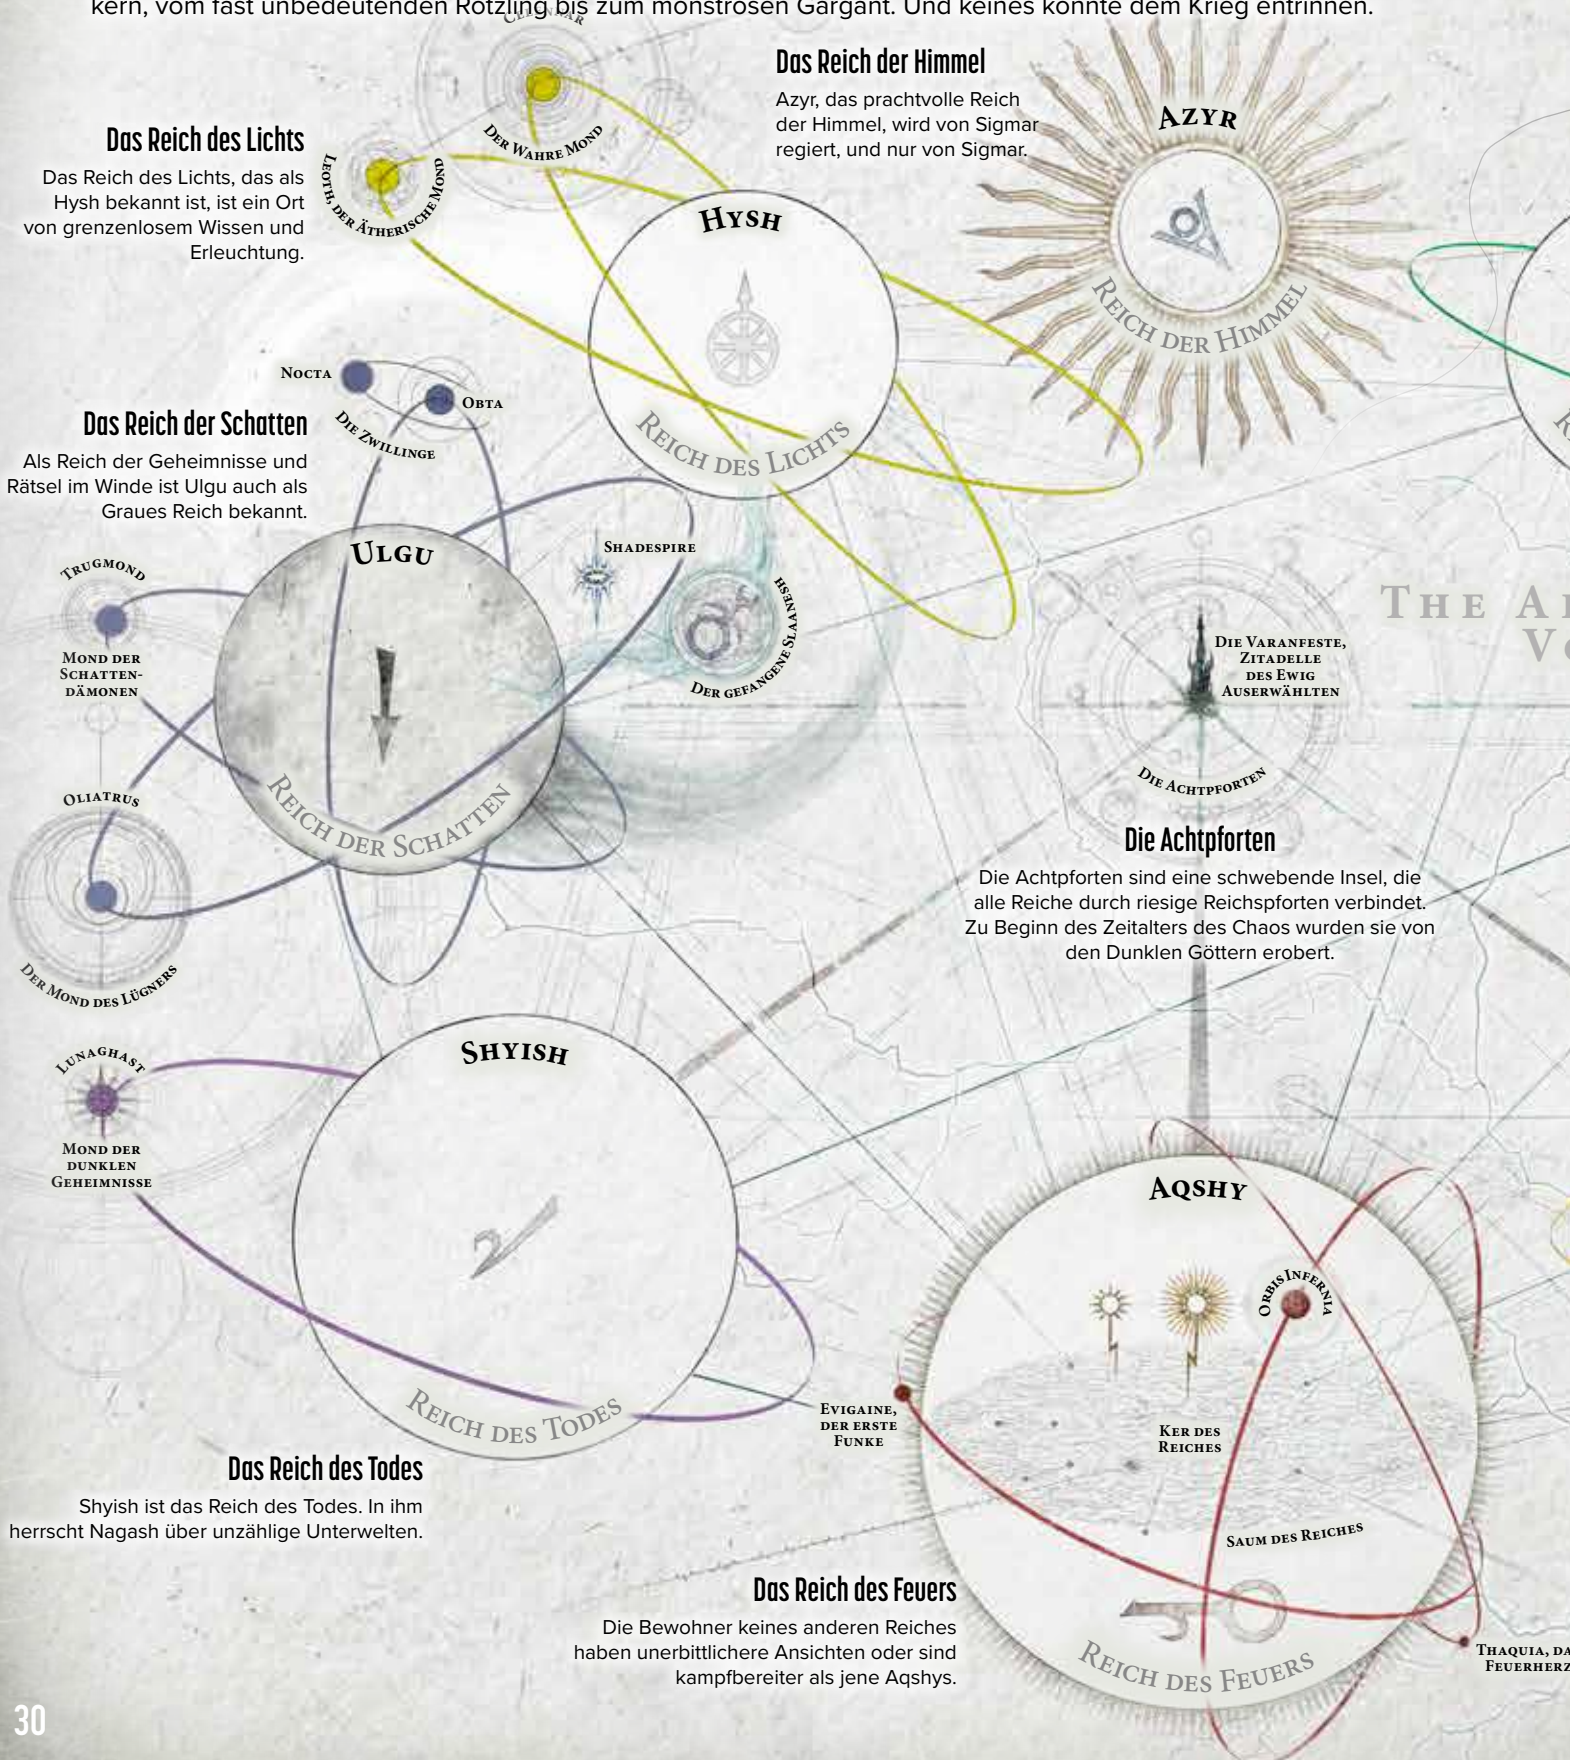 kern, vom fast unbedeutenden Rotzling bis zum monströsen Gargant. Und keines konnte dem Krieg entrinnen.
Das Reich der Himmel
Azyr, das prachtvolle Reich
der Himmel, wird von Sigmar
regiert, und nur von Sigmar.
Azyr
Reich der Himmel
Der Wahre Mond
Das Reich des Lichts
Das Reich des Lichts, das als
Hysh bekannt ist, ist ein Ort
von grenzenlosem Wissen und
Erleuchtung.
Leoth, der Ätherische Mond
Hysh
Reich des Lichts
Nocta
Obta
Die Zwillinge
Das Reich der Schatten
Als Reich der Geheimnisse und
Rätsel im Winde ist Ulgu auch als
Graues Reich bekannt.
Ulgu
Reich der Schatten
Shadespire
Der gefangene Slaanesh
Trugmond
Mond der
Schatten-
dämonen
Oliatrus
Der Mond des Lügners
The
Die Varanfeste,
Zitadelle
des Ewig
Auserwählten
Die Achtpforten
Die Achtpforten
Die Achtpforten sind eine schwebende Insel, die
alle Reiche durch riesige Reichspforten verbindet.
Zu Beginn des Zeitalters des Chaos wurden sie von
den Dunklen Göttern erobert.
Lunaghast
Mond der
dunklen
Geheimnisse
Shyish
Reich des Todes
Das Reich des Todes
Shyish ist das Reich des Todes. In ihm
herrscht Nagash über unzählige Unterwelten.
Aqshy
Orbis Infernia
Evigaine,
der erste
Funke
Ker des
Reiches
Saum des Reiches
Reich des Feuers
Thaquia,
Das Reich des Feuers
Die Bewohner keines anderen Reiches
haben unerbittlichere Ansichten oder sind
kampfbereiter als jene Aqshys.
30